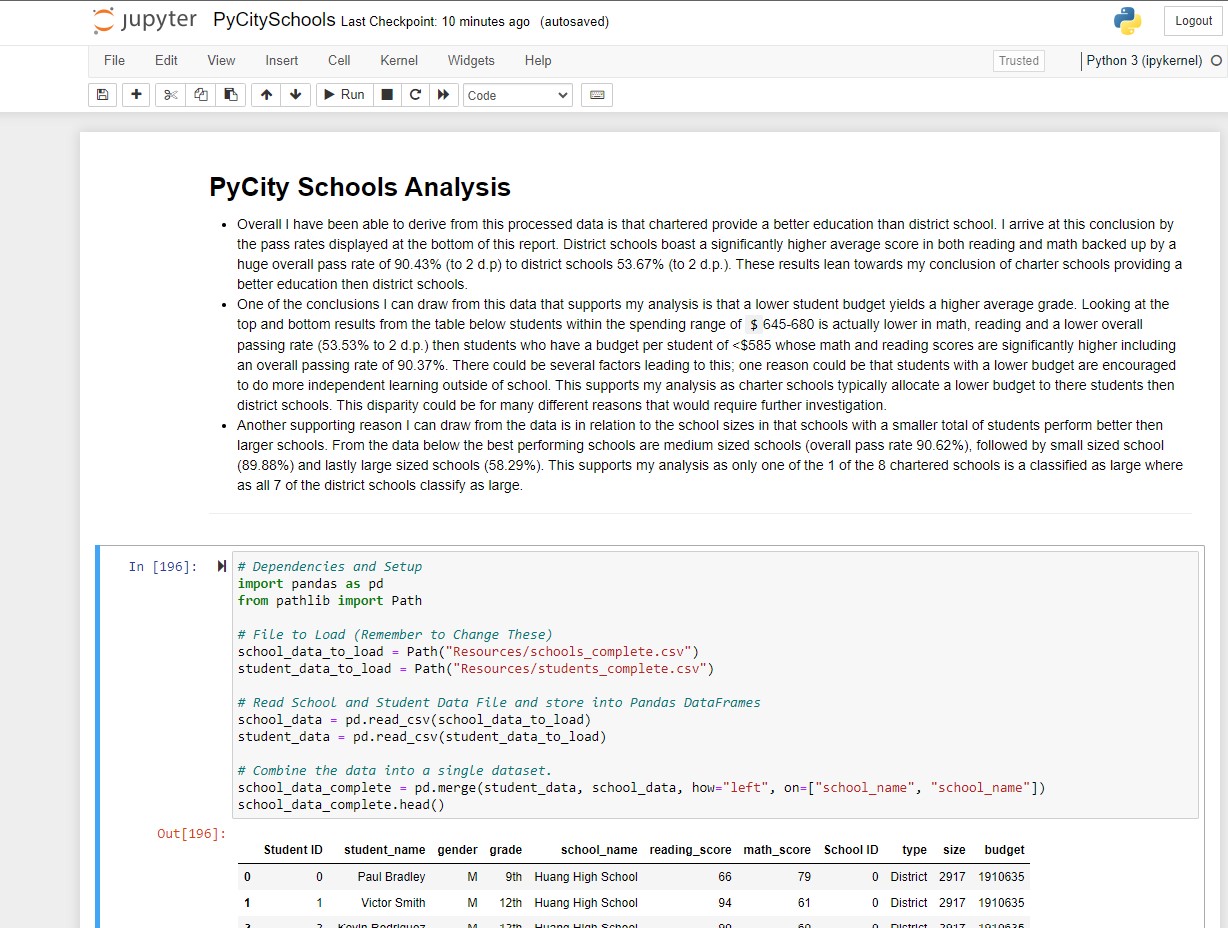 jupyter PyCitySchools Last Checkpoint: 10 minutes ago (autosaved) Logout
File Edit View Insert Cell Kernel Widgets Help Trusted Python 3 (ipykernel)
Run Code
PyCity Schools Analysis
• Overall I have been able to derive from this processed data is that chartered provide a better education than district school. I arrive at this conclusion by
the pass rates displayed at the bottom of this report. District schools boast a significantly higher average score in both reading and math backed up by a
huge overall pass rate of 90.43% (to 2 d.p) to district schools 53.67% (to 2 d.p.). These results lean towards my conclusion of charter schools providing a
better education then district schools.
• One of the conclusions I can draw from this data that supports my analysis is that a lower student budget yields a higher average grade. Looking at the
top and bottom results from the table below students within the spending range of $ 645-680 is actually lower in math, reading and a lower overall
passing rate (53.53% to 2 d.p.) then students who have a budget per student of <$585 whose math and reading scores are significantly higher including
an overall passing rate of 90.37%. There could be several factors leading to this; one reason could be that students with a lower budget are encouraged
to do more independent learning outside of school. This supports my analysis as charter schools typically allocate a lower budget to there students then
district schools. This disparity could be for many different reasons that would require further investigation.
• Another supporting reason I can draw from the data is in relation to the school sizes in that schools with a smaller total of students perform better then
larger schools. From the data below the best performing schools are medium sized schools (overall pass rate 90.62%), followed by small sized school
(89.88%) and lastly large sized schools (58.29%). This supports my analysis as only one of the 1 of the 8 chartered schools is a classified as large where
as all 7 of the district schools classify as large.
In [196]: # Dependencies and Setup
import pandas as pd
from pathlib import Path
# File to Load (Remember to Change These)
school_data_to_load = Path("Resources/schools_complete.csv")
student_data_to_load = Path("Resources/students_complete.csv")
# Read School and Student Data File and store into Pandas DataFrames
school_data = pd.read_csv(school_data_to_load)
student_data = pd.read_csv(student_data_to_load)
# Combine the data into a single dataset.
school_data_complete = pd.merge(student_data, school_data, how="left", on=["school_name", "school_name"])
school_data_complete.head()
Out[196]:
Student ID student_name gender grade school_name reading_score math_score School ID type size budget
0 0 Paul Bradley M 9th Huang High School 66 79 0 District 2917 1910635
1 1 Victor Smith M 12th Huang High School 94 61 0 District 2917 1910635
2 2 Kevin Rodriguez M 12th Huang High School 90 60 0 District 2917 1910635